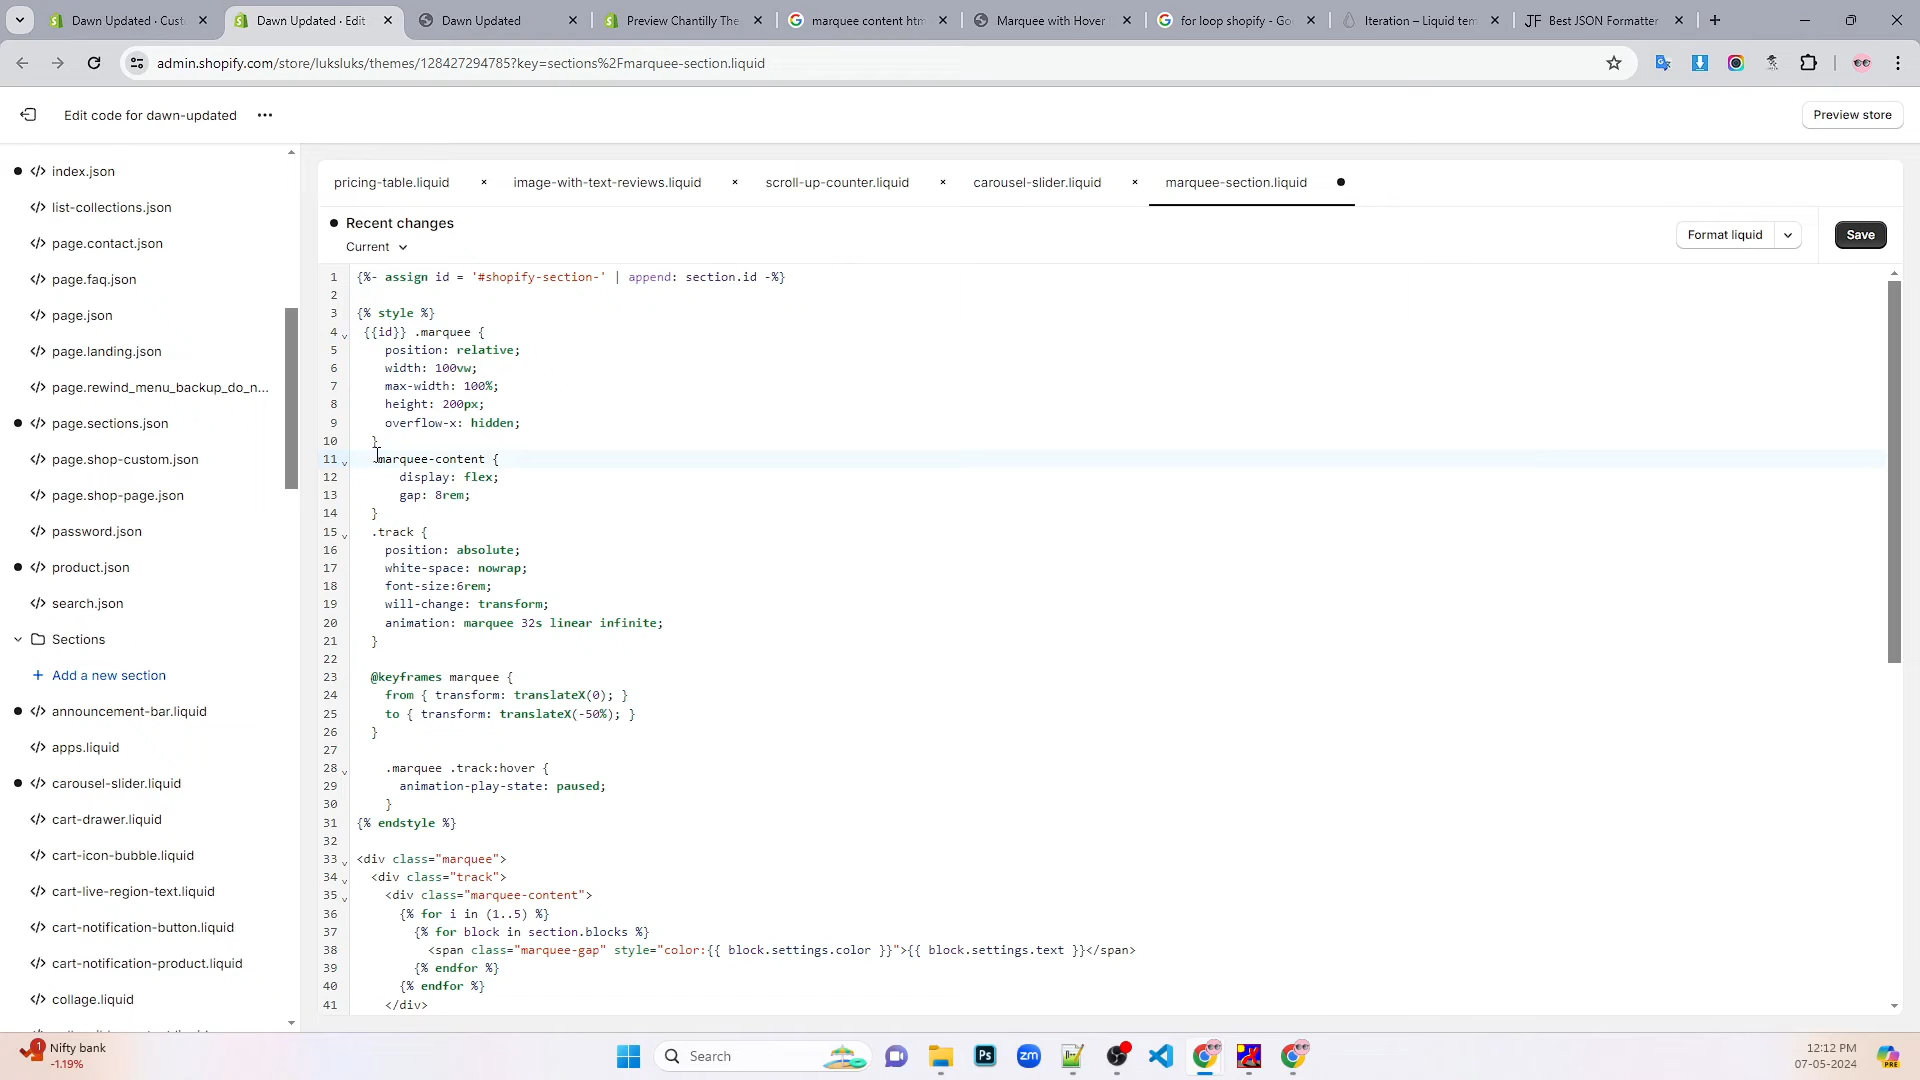 Dawn Updated · Cust
Dawn Updated · Edit
Dawn Updated
Preview Chantilly The
marquee content htm
Marquee with Hover
for loop shopify - Go
Iteration – Liquid tem
JF Best JSON Formatter
admin.shopify.com/store/luksluks/themes/128427294785?key=sections%2Fmarquee-section.liquid
Edit code for dawn-updated
Preview store
index.json
list-collections.json
page.contact.json
page.faq.json
page.json
page.landing.json
page.rewind_menu_backup_do_n...
page.sections.json
page.shop-custom.json
page.shop-page.json
password.json
product.json
search.json
Sections
Add a new section
announcement-bar.liquid
apps.liquid
carousel-slider.liquid
cart-drawer.liquid
cart-icon-bubble.liquid
cart-live-region-text.liquid
cart-notification-button.liquid
cart-notification-product.liquid
collage.liquid
pricing-table.liquid
image-with-text-reviews.liquid
scroll-up-counter.liquid
carousel-slider.liquid
marquee-section.liquid
Recent changes
Current
Format liquid
Save
1 {%- assign id = '#shopify-section-' | append: section.id -%}
2
3 {% style %}
4 {{id}} .marquee {
5 position: relative;
6 width: 100vw;
7 max-width: 100%;
8 height: 200px;
9 overflow-x: hidden;
10 }
11 .marquee-content {
12 display: flex;
13 gap: 8rem;
14 }
15 .track {
16 position: absolute;
17 white-space: nowrap;
18 font-size:6rem;
19 will-change: transform;
20 animation: marquee 32s linear infinite;
21 }
22
23 @keyframes marquee {
24 from { transform: translateX(0); }
25 to { transform: translateX(-50%); }
26 }
27
28 .marquee .track:hover {
29 animation-play-state: paused;
30 }
31 {% endstyle %}
32
33 <div class="marquee">
34 <div class="track">
35 <div class="marquee-content">
36 {% for i in (1..5) %}
37 {% for block in section.blocks %}
38 <span class="marquee-gap" style="color:{{ block.settings.color }}">{{ block.settings.text }}</span>
39 {% endfor %}
40 {% endfor %}
41 </div>
1 Nifty bank
-1.19%
Search
Ps
zm
PRE
12:12 PM
07-05-2024